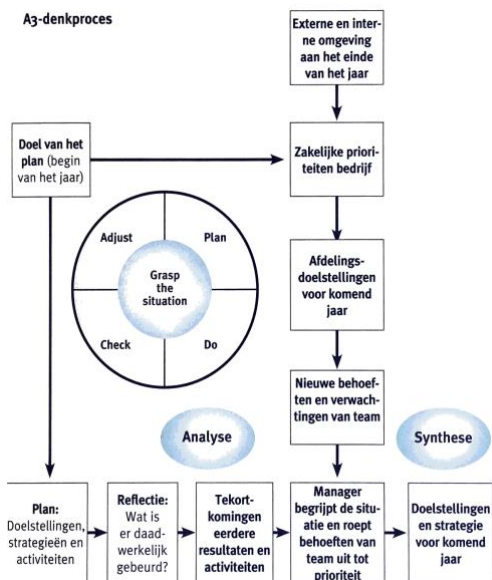 A3-denkproces
Externe en inter-
ne omgeving
aan het einde
van het jaar
Doel van het
plan (begin
van het jaar)
Zakelijke priori-
teiten bedrijf
Adjust
Plan
Grasp
the
situation
Check
Do
Afdelings-
doelstellingen
voor komend
jaar
Nieuwe behoef-
ten en verwach-
tingen van team
Analyse
Synthese
Plan:
Doelstellingen,
strategieën en
activiteiten
Reflectie:
Wat is
er daad-
werkelijk
gebeurd?
Tekort-
komingen
eerdere
resultaten en
activiteiten
Manager
begrijpt de situ-
atie en roept
behoeften van
team uit tot
prioriteit
Doelstellingen
en strategie
voor komend
jaar